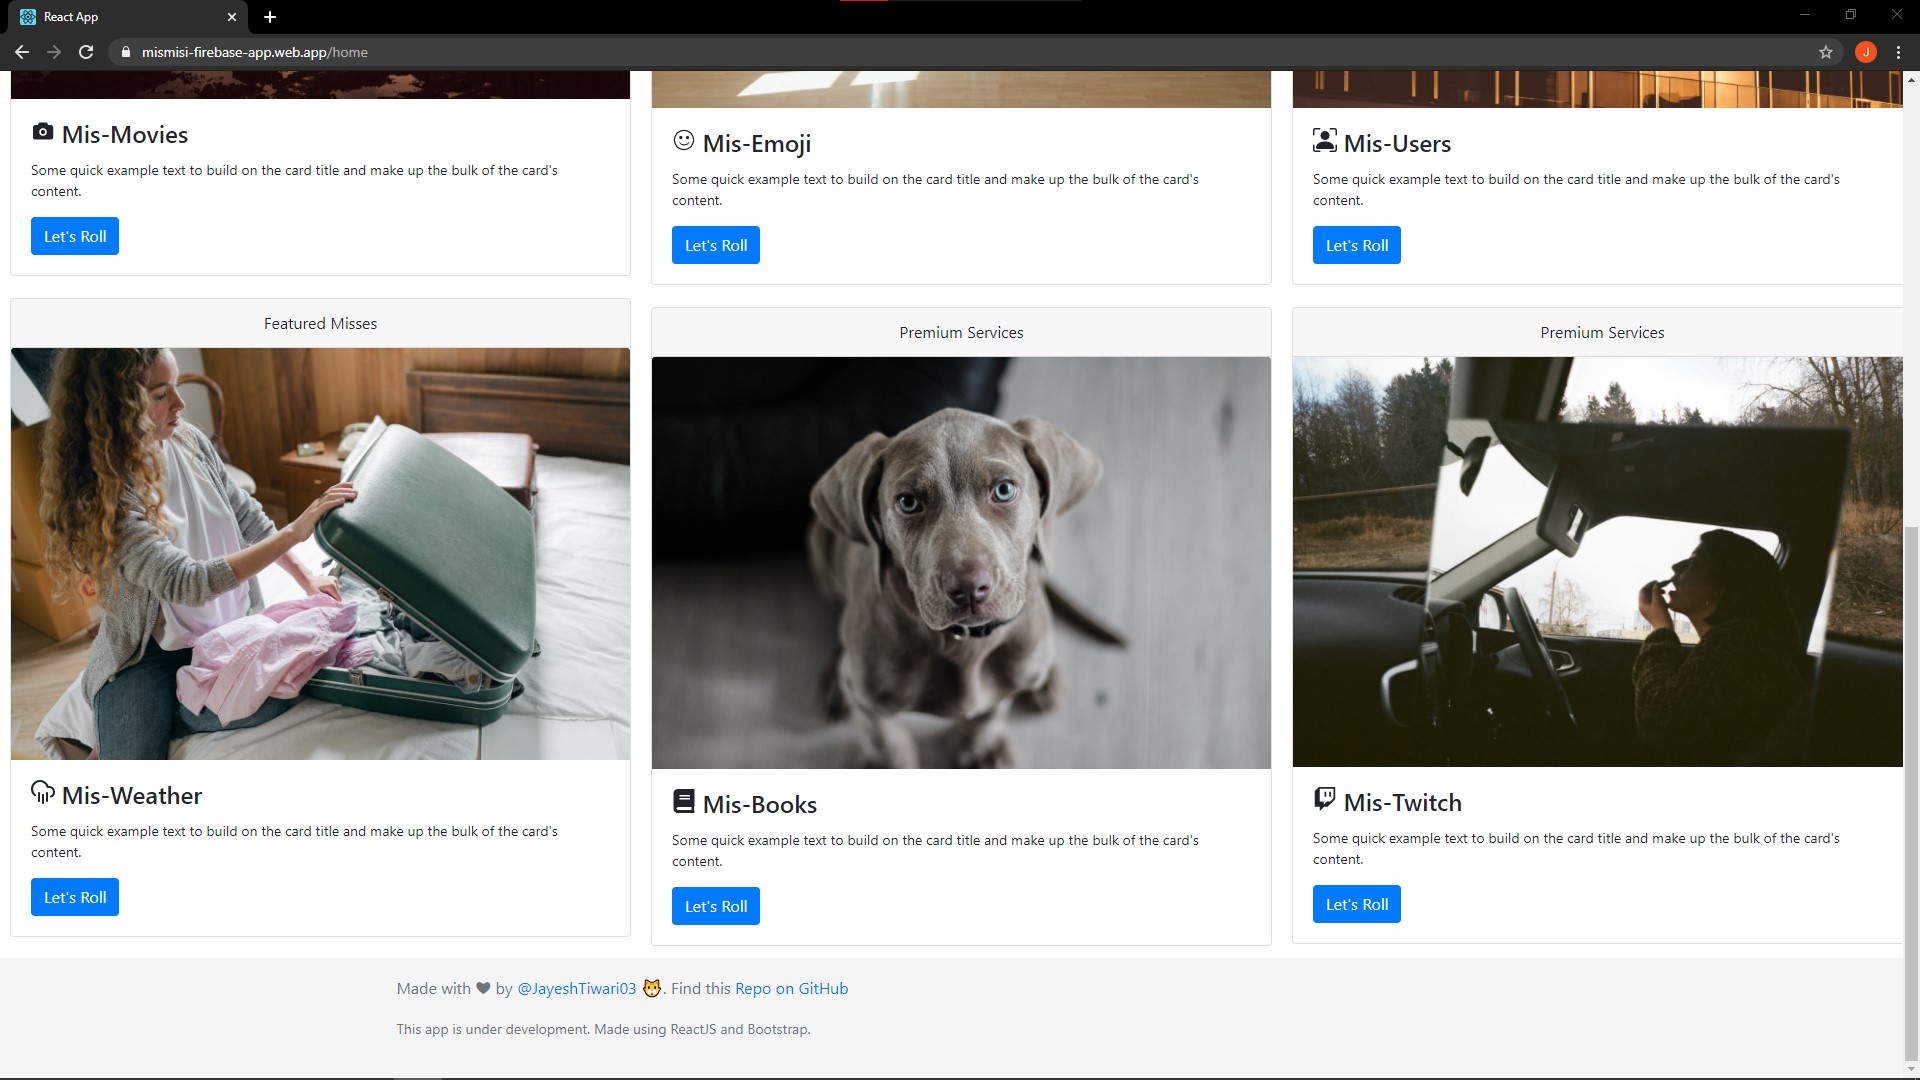 React App
mismisi-firebase-app.web.app/home
J
Mis-Movies
Some quick example text to build on the card title and make up the bulk of the card's
content.
Let's Roll
Mis-Emoji
Some quick example text to build on the card title and make up the bulk of the card's
content.
Let's Roll
Mis-Users
Some quick example text to build on the card title and make up the bulk of the card's
content.
Let's Roll
Featured Misses
Mis-Weather
Some quick example text to build on the card title and make up the bulk of the card's
content.
Let's Roll
Premium Services
Mis-Books
Some quick example text to build on the card title and make up the bulk of the card's
content.
Let's Roll
Premium Services
Mis-Twitch
Some quick example text to build on the card title and make up the bulk of the card's
content.
Let's Roll
Made with 🖤 by @JayeshTiwari03 🐱. Find this Repo on GitHub
This app is under development. Made using ReactJS and Bootstrap.